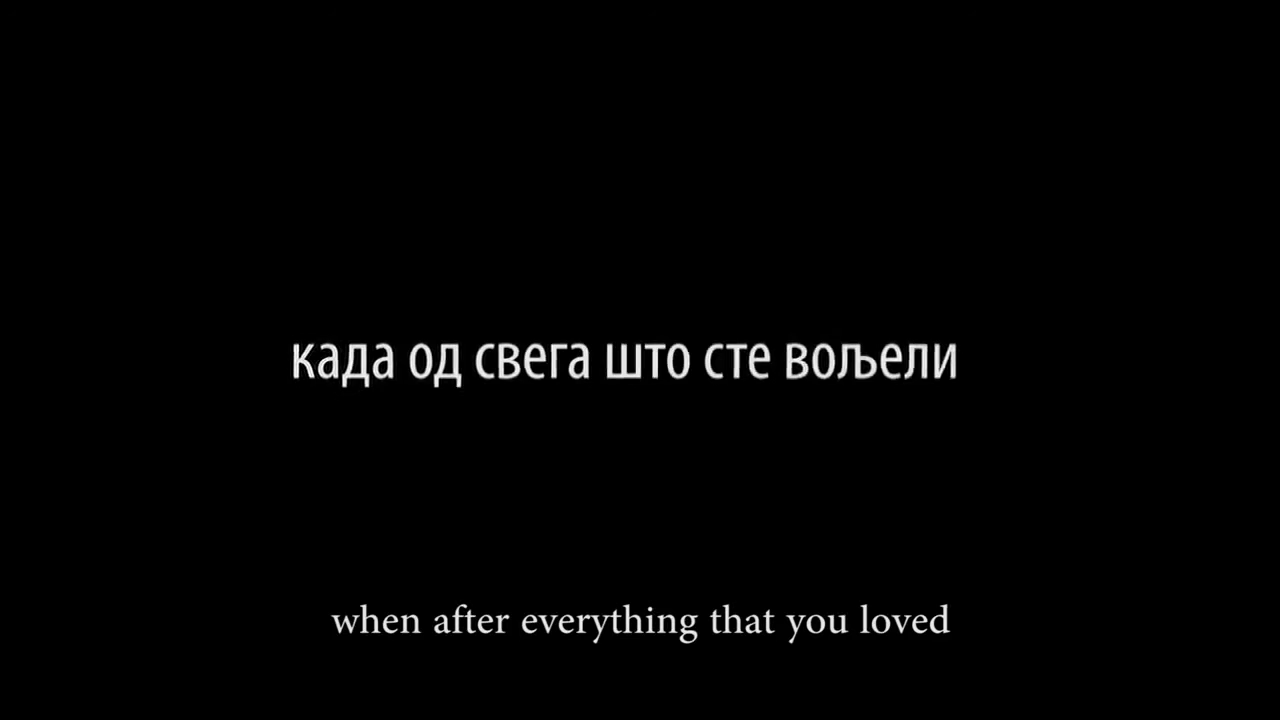 када од свега што сте вољели
when after everything that you loved